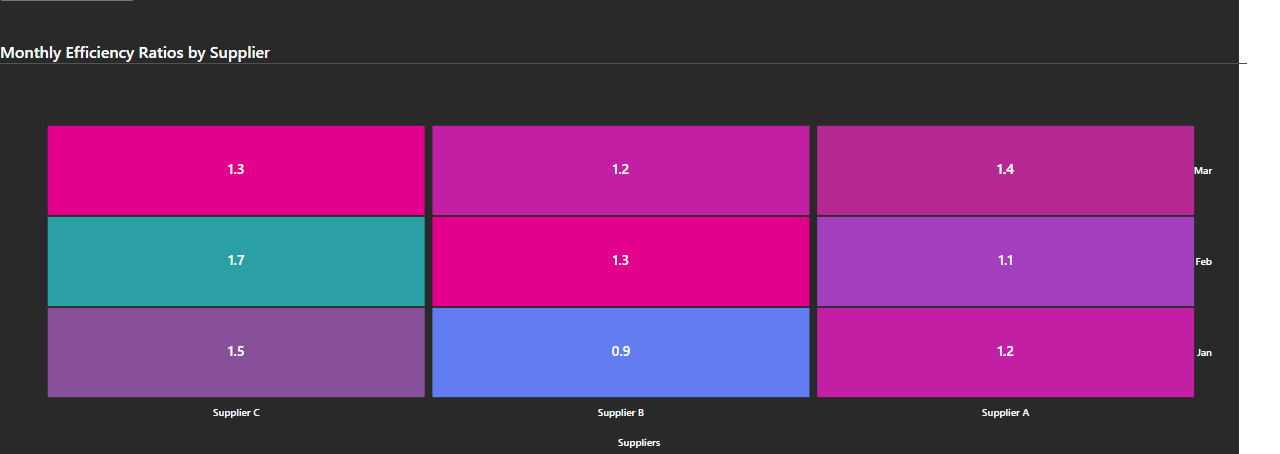 Monthly Efficiency Ratios by Supplier
1.3 1.2 1.4 Mar
1.7 1.3 1.1 Feb
1.5 0.9 1.2 Jan
Supplier C Supplier B Supplier A
Suppliers